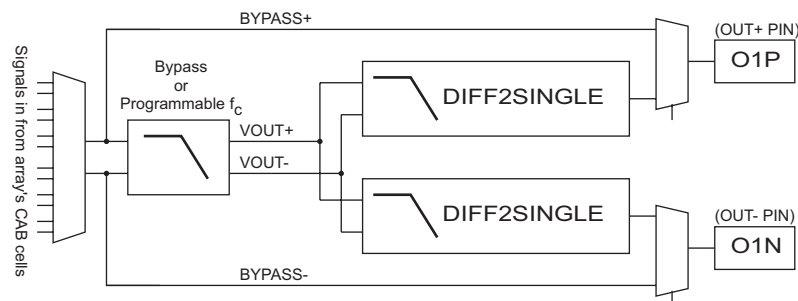 BYPASS+
(OUT+ PIN)
O1P
Signals in from array's CAB cells
Bypass
or
Programmable fc
VOUT+
VOUT-
DIFF2SINGLE
DIFF2SINGLE
(OUT- PIN)
O1N
BYPASS-